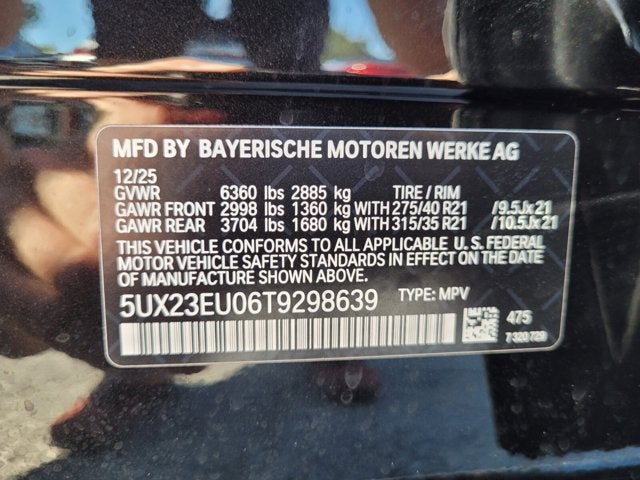 MFD BY BAYERISCHE MOTOREN WERKE AG
12/25
GVWR 6360 lbs 2885 kg TIRE / RIM
GAWR FRONT 2998 lbs 1360 kg WITH 275/40 R21 /9.5Jx21
GAWR REAR 3704 lbs 1680 kg WITH 315/35 R21 /10.5Jx21
THIS VEHICLE CONFORMS TO ALL APPLICABLE U.S. FEDERAL
MOTOR VEHICLE SAFETY STANDARDS IN EFFECT ON THE DATE
OF MANUFACTURE SHOWN ABOVE.
5UX23EU06T9298639 TYPE: MPV
475
7 320 720